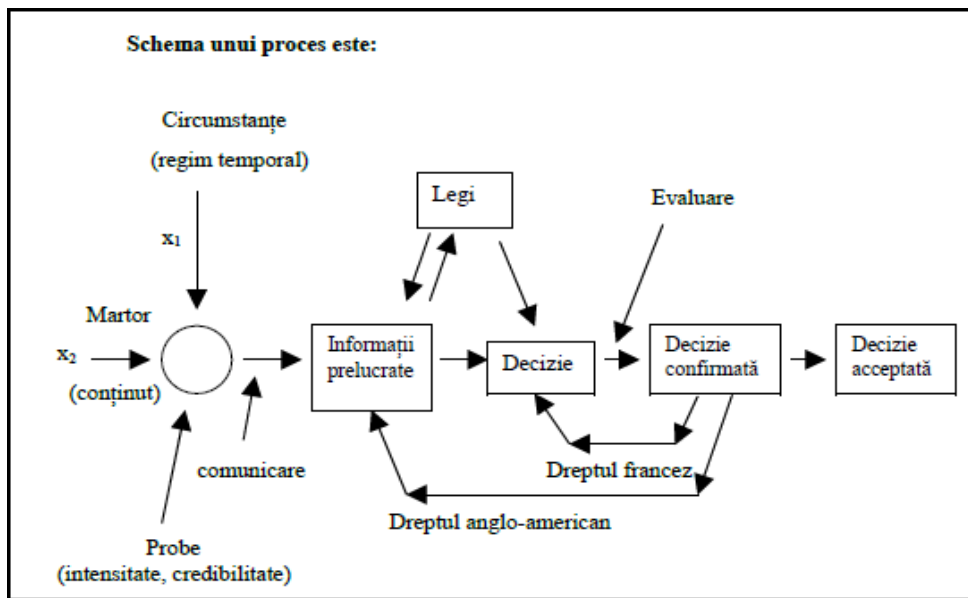 Schema unui proces este:
Circumstanțe
(regim temporal)
Legi
Evaluare
x₁
Martor
x₂
(conținut)
Informații
prelucrate
Decizie
Decizie
confirmată
Decizie
acceptată
comunicare
Dreptul francez
Dreptul anglo-american
Probe
(intensitate, credibilitate)